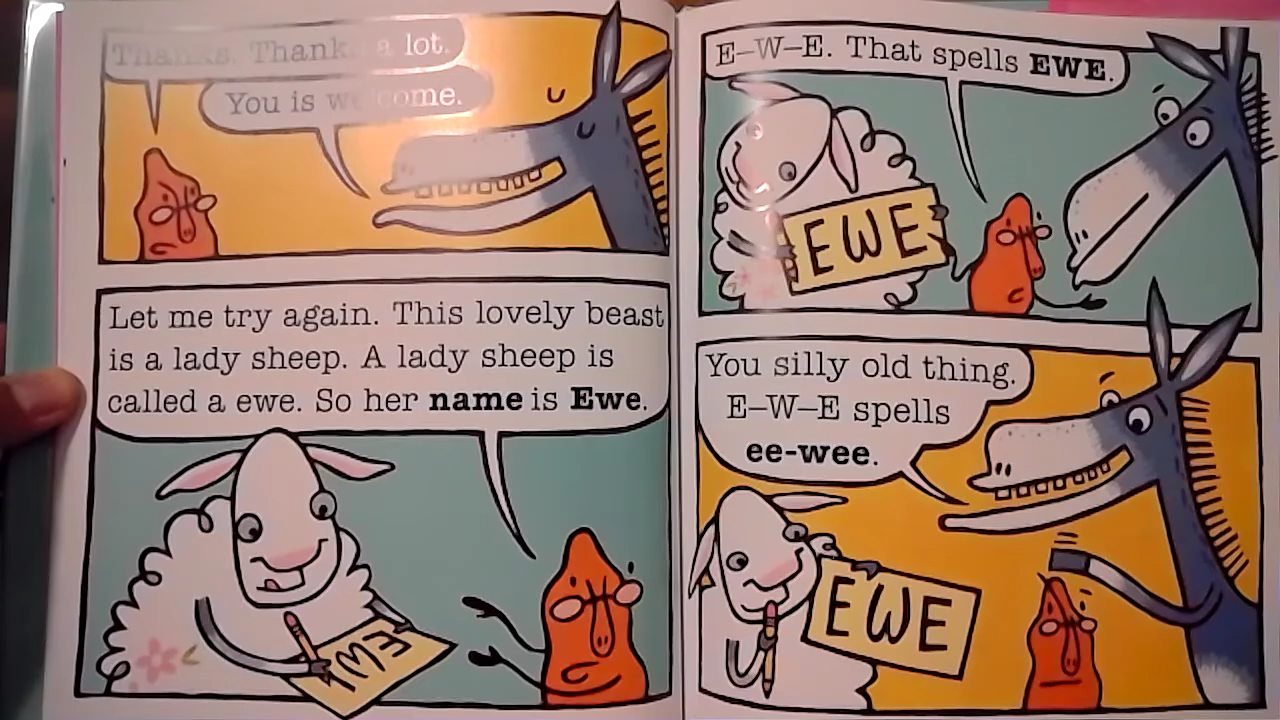 Thanks. Thanks a lot.
You is welcome.
Let me try again. This lovely beast
is a lady sheep. A lady sheep is
called a ewe. So her name is Ewe.
EWE
E–W–E. That spells EWE.
EWE
You silly old thing.
E–W–E spells
ee-wee.
EWE